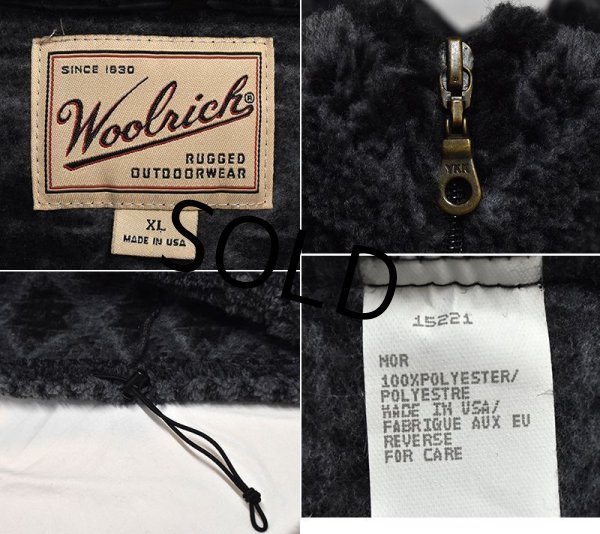 SINCE 1830
Woolrich®
RUGGED
OUTDOORWEAR
XL
MADE IN USA
YKK
SOLD
15221
NOR
100%POLYESTER/
POLYESTRE
MADE IN USA/
FABRIQUE AUX EU
REVERSE
FOR CARE